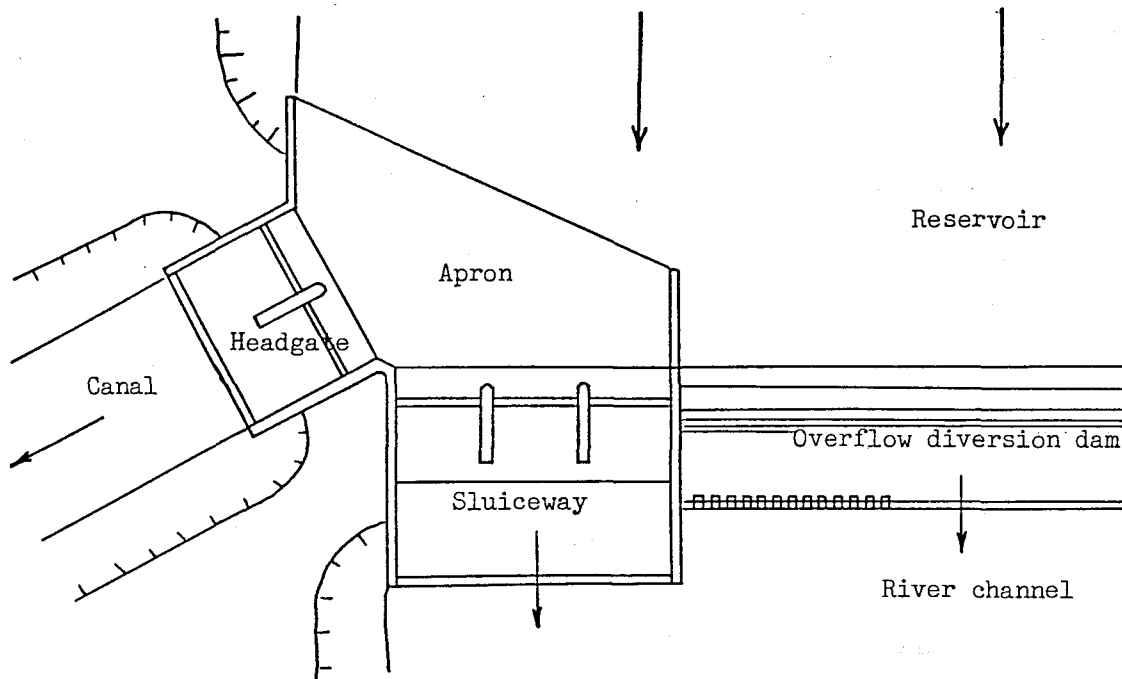 Reservoir
Apron
Headgate
Canal
Overflow diversion dam
Sluiceway
River channel